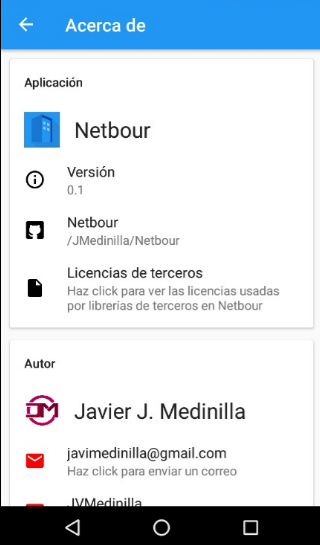 Acerca de
Aplicación
Netbour
Versión
0.1
Netbour
/JMedinilla/Netbour
Licencias de terceros
Haz click para ver las licencias usadas
por librerías de terceros en Netbour
Autor
Javier J. Medinilla
javimedinilla@gmail.com
Haz click para enviar un correo
JVMedinilla